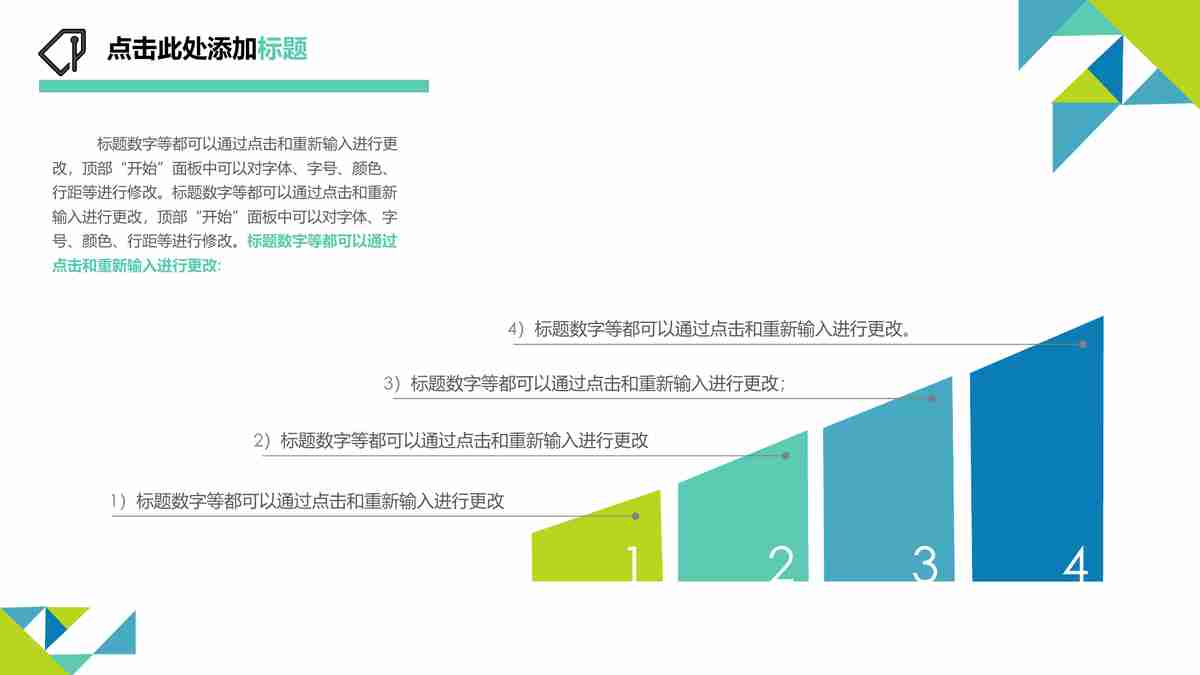 点击此处添加标题
标题数字等都可以通过点击和重新输入进行更
改，顶部“开始”面板中可以对字体、字号、颜色、
行距等进行修改。标题数字等都可以通过点击和重新
输入进行更改，顶部“开始”面板中可以对字体、字
号、颜色、行距等进行修改。标题数字等都可以通过
点击和重新输入进行更改：
4）标题数字等都可以通过点击和重新输入进行更改。
3）标题数字等都可以通过点击和重新输入进行更改；
2）标题数字等都可以通过点击和重新输入进行更改
1）标题数字等都可以通过点击和重新输入进行更改
1 2 3 4